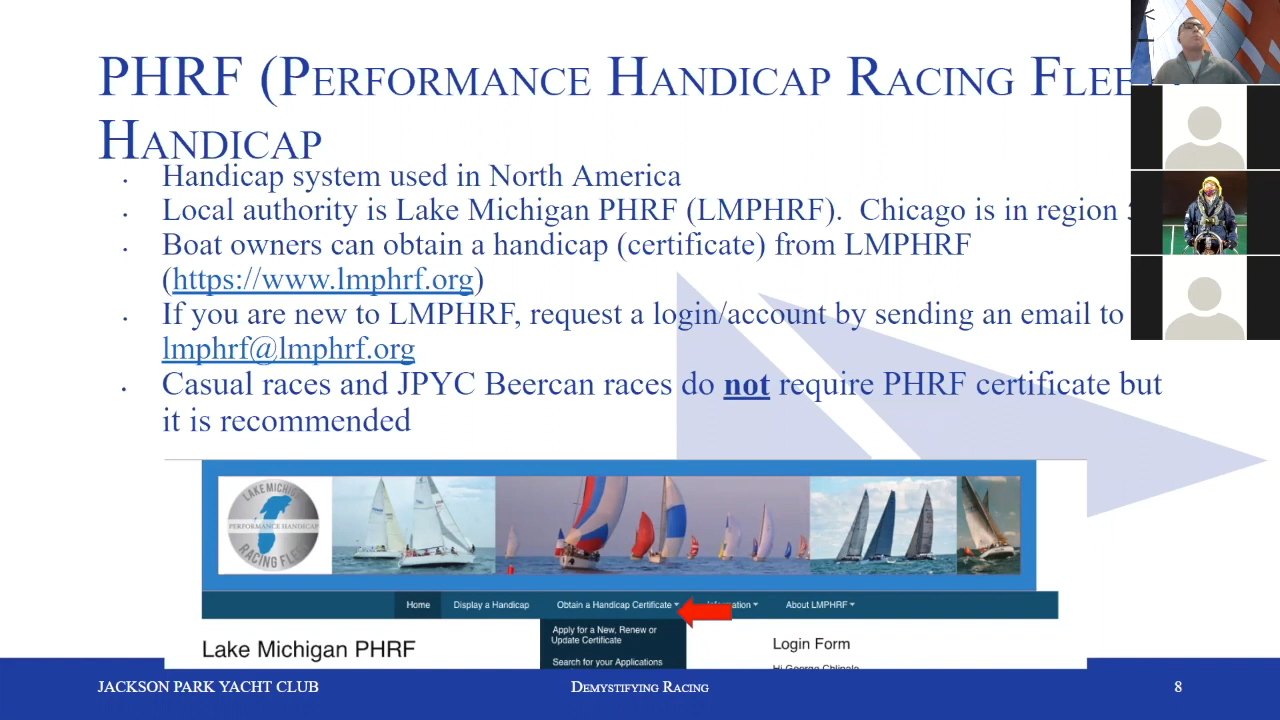 PHRF (Performance Handicap Racing
Handicap
Handicap system used in North America
Local authority is Lake Michigan PHRF (LMPHRF). Chicago is in region
Boat owners can obtain a handicap (certificate) from LMPHRF
(https://www.lmphrf.org)
If you are new to LMPHRF, request a login/account by sending an email to
lmphrf@lmphrf.org
Casual races and JPYC Beercan races do not require PHRF certificate but
it is recommended
LAKE MICHIGAN
PERFORMANCE HANDICAP
RACING FLEET
Home Display a Handicap Obtain a Handicap Certificate About LMPHRF
Apply for a New, Renew or
Update Certificate
Search for your Applications
Lake Michigan PHRF
Login Form
JACKSON PARK YACHT CLUB Demystifying Racing 8